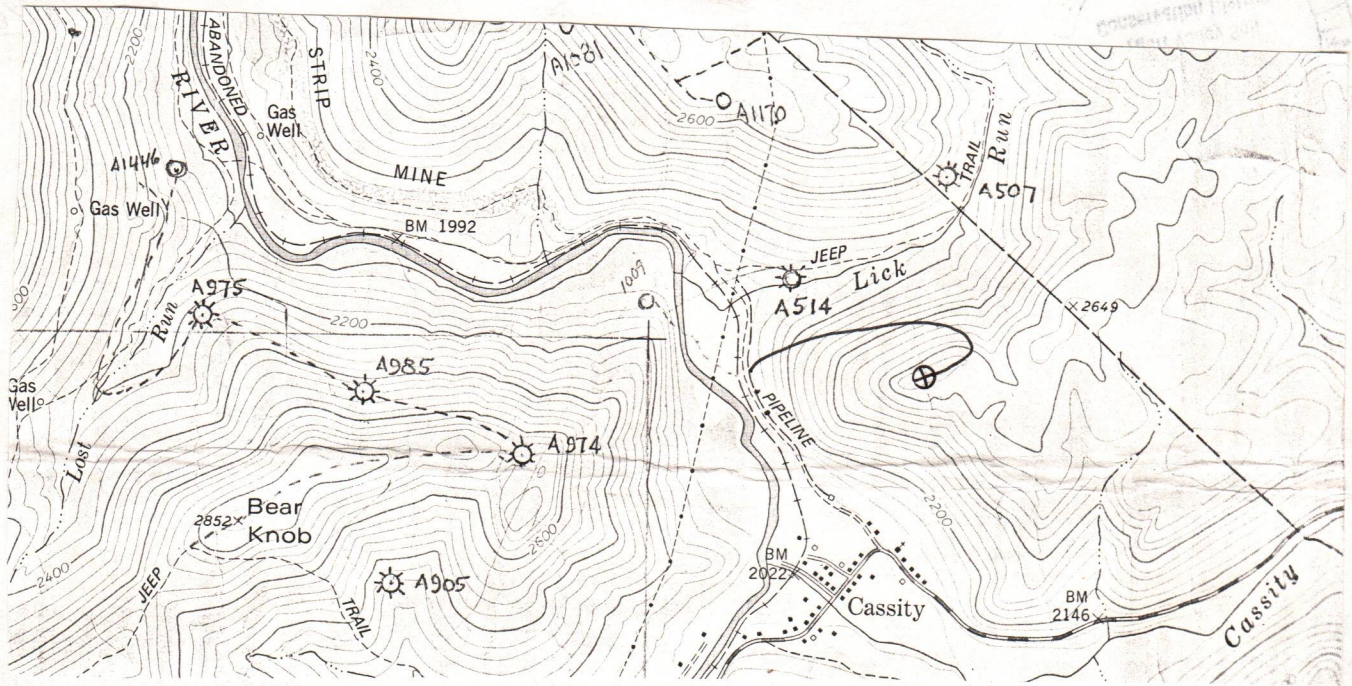 2200
ABANDONED
RIVER
STRIP
2400
A1081
Gas
Well
MINE
A1446
Gas Well
BM 1992
2600
A1170
TRAIL
Run
A507
JEEP
Lick
A514
2649
1009
A975
Run
2200
A985
Gas
Well
Lost
A974
PIPELINE
2852
Bear
Knob
2600
2200
2400
JEEP
TRAIL
A905
BM
2022
Cassity
BM
2146
Cassity